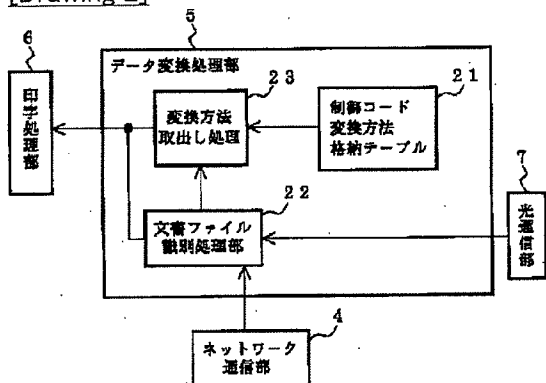 [Drawing 2]
5
6
データ変換処理部
23
21
印字処理部
変換方法
取出し処理
制御コード
変換方法
格納テーブル
7
22
文書ファイル
識別処理部
光通信部
4
ネットワーク
通信部